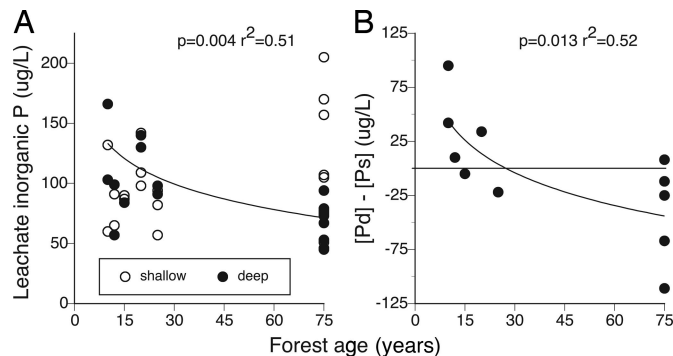 A
p=0.004 r²=0.51
Leachate inorganic P (ug/L)
200
150
100
50
0
shallow
deep
0 15 30 45 60 75
B
p=0.013 r²=0.52
[Pd] - [Ps] (ug/L)
125
75
25
-25
-75
-125
0 15 30 45 60 75
Forest age (years)